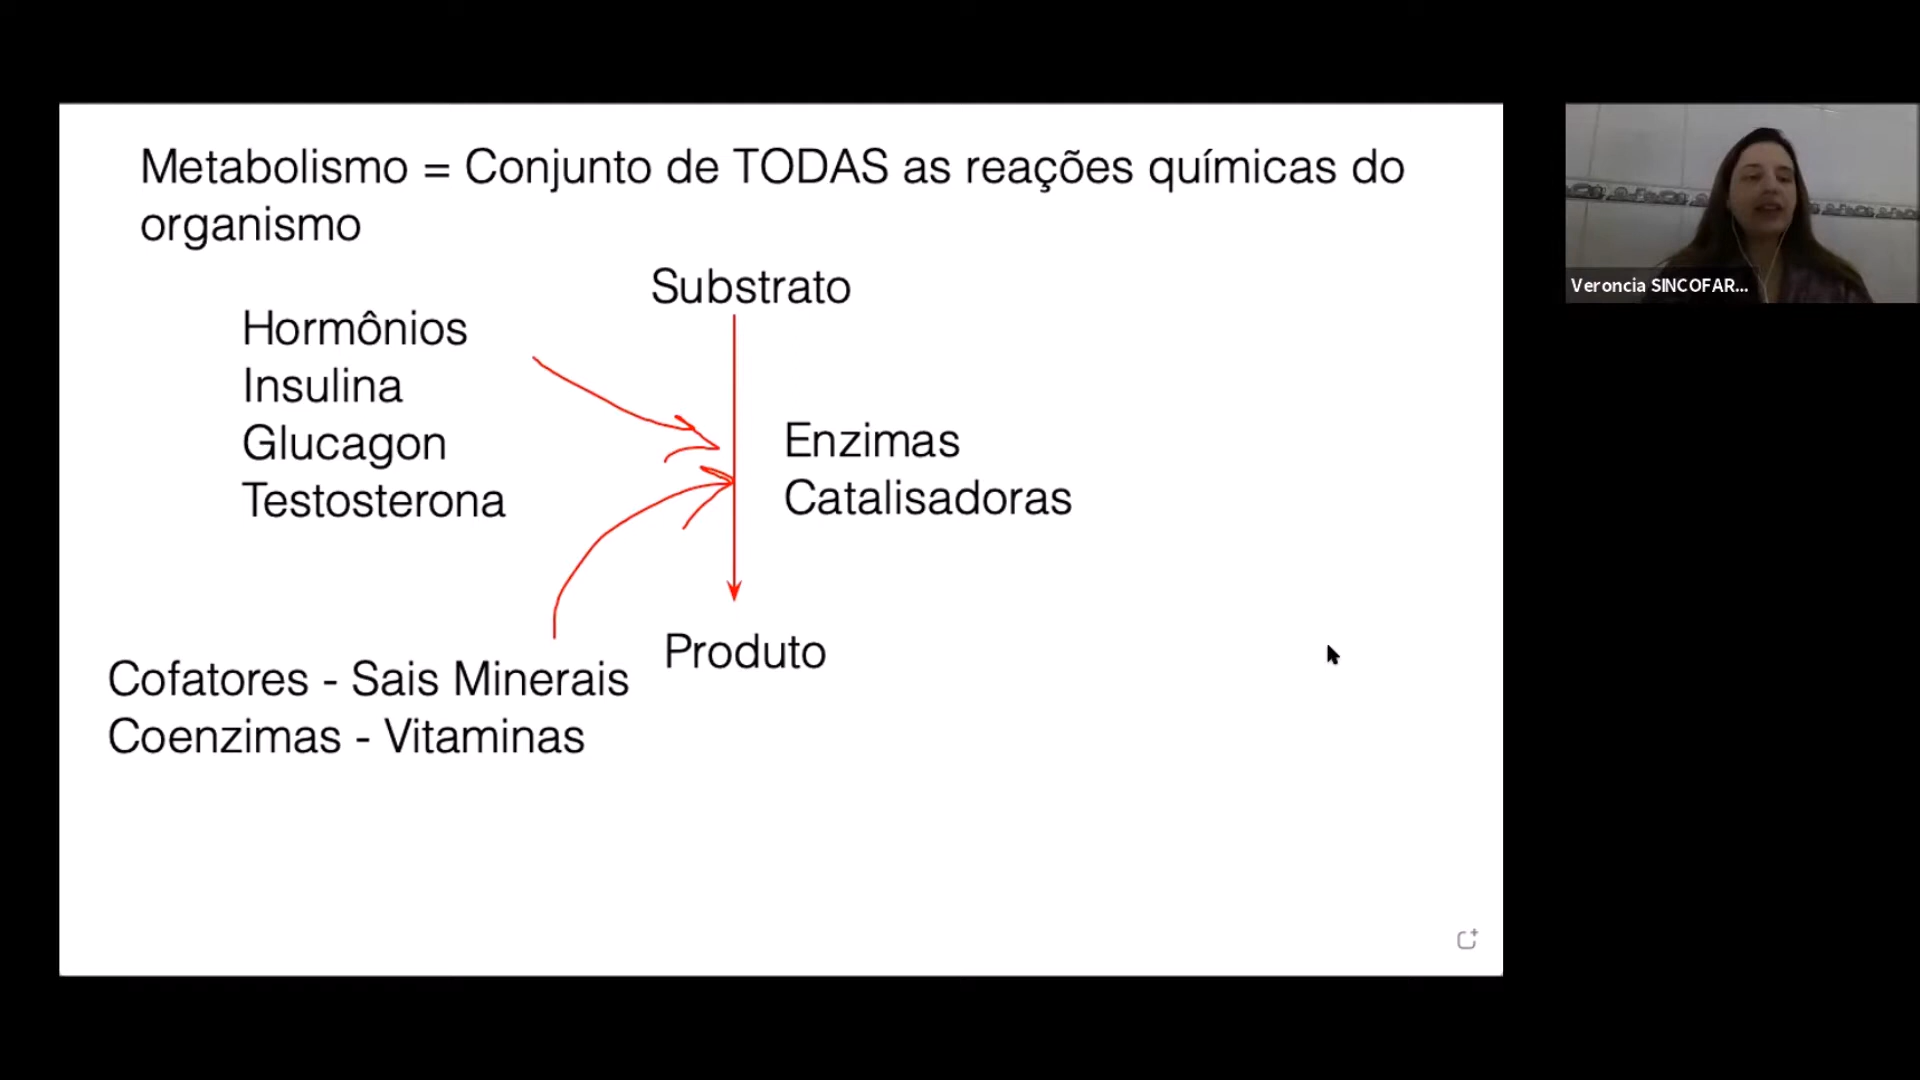 Metabolismo = Conjunto de TODAS as reações químicas do
organismo
Substrato
Hormônios
Insulina
Glucagon
Testosterona
Enzimas
Catalisadoras
Produto
Cofatores - Sais Minerais
Coenzimas - Vitaminas
Veroncia SINCOFAR...